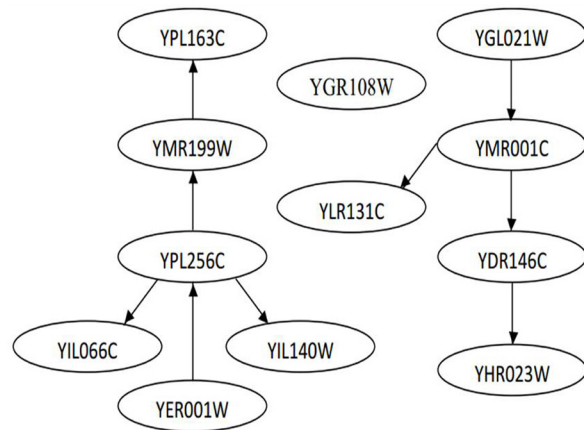 YPL163C
YGL021W
YGR108W
YMR199W
YMR001C
YLR131C
YPL256C
YDR146C
YIL066C
YIL140W
YHR023W
YER001W